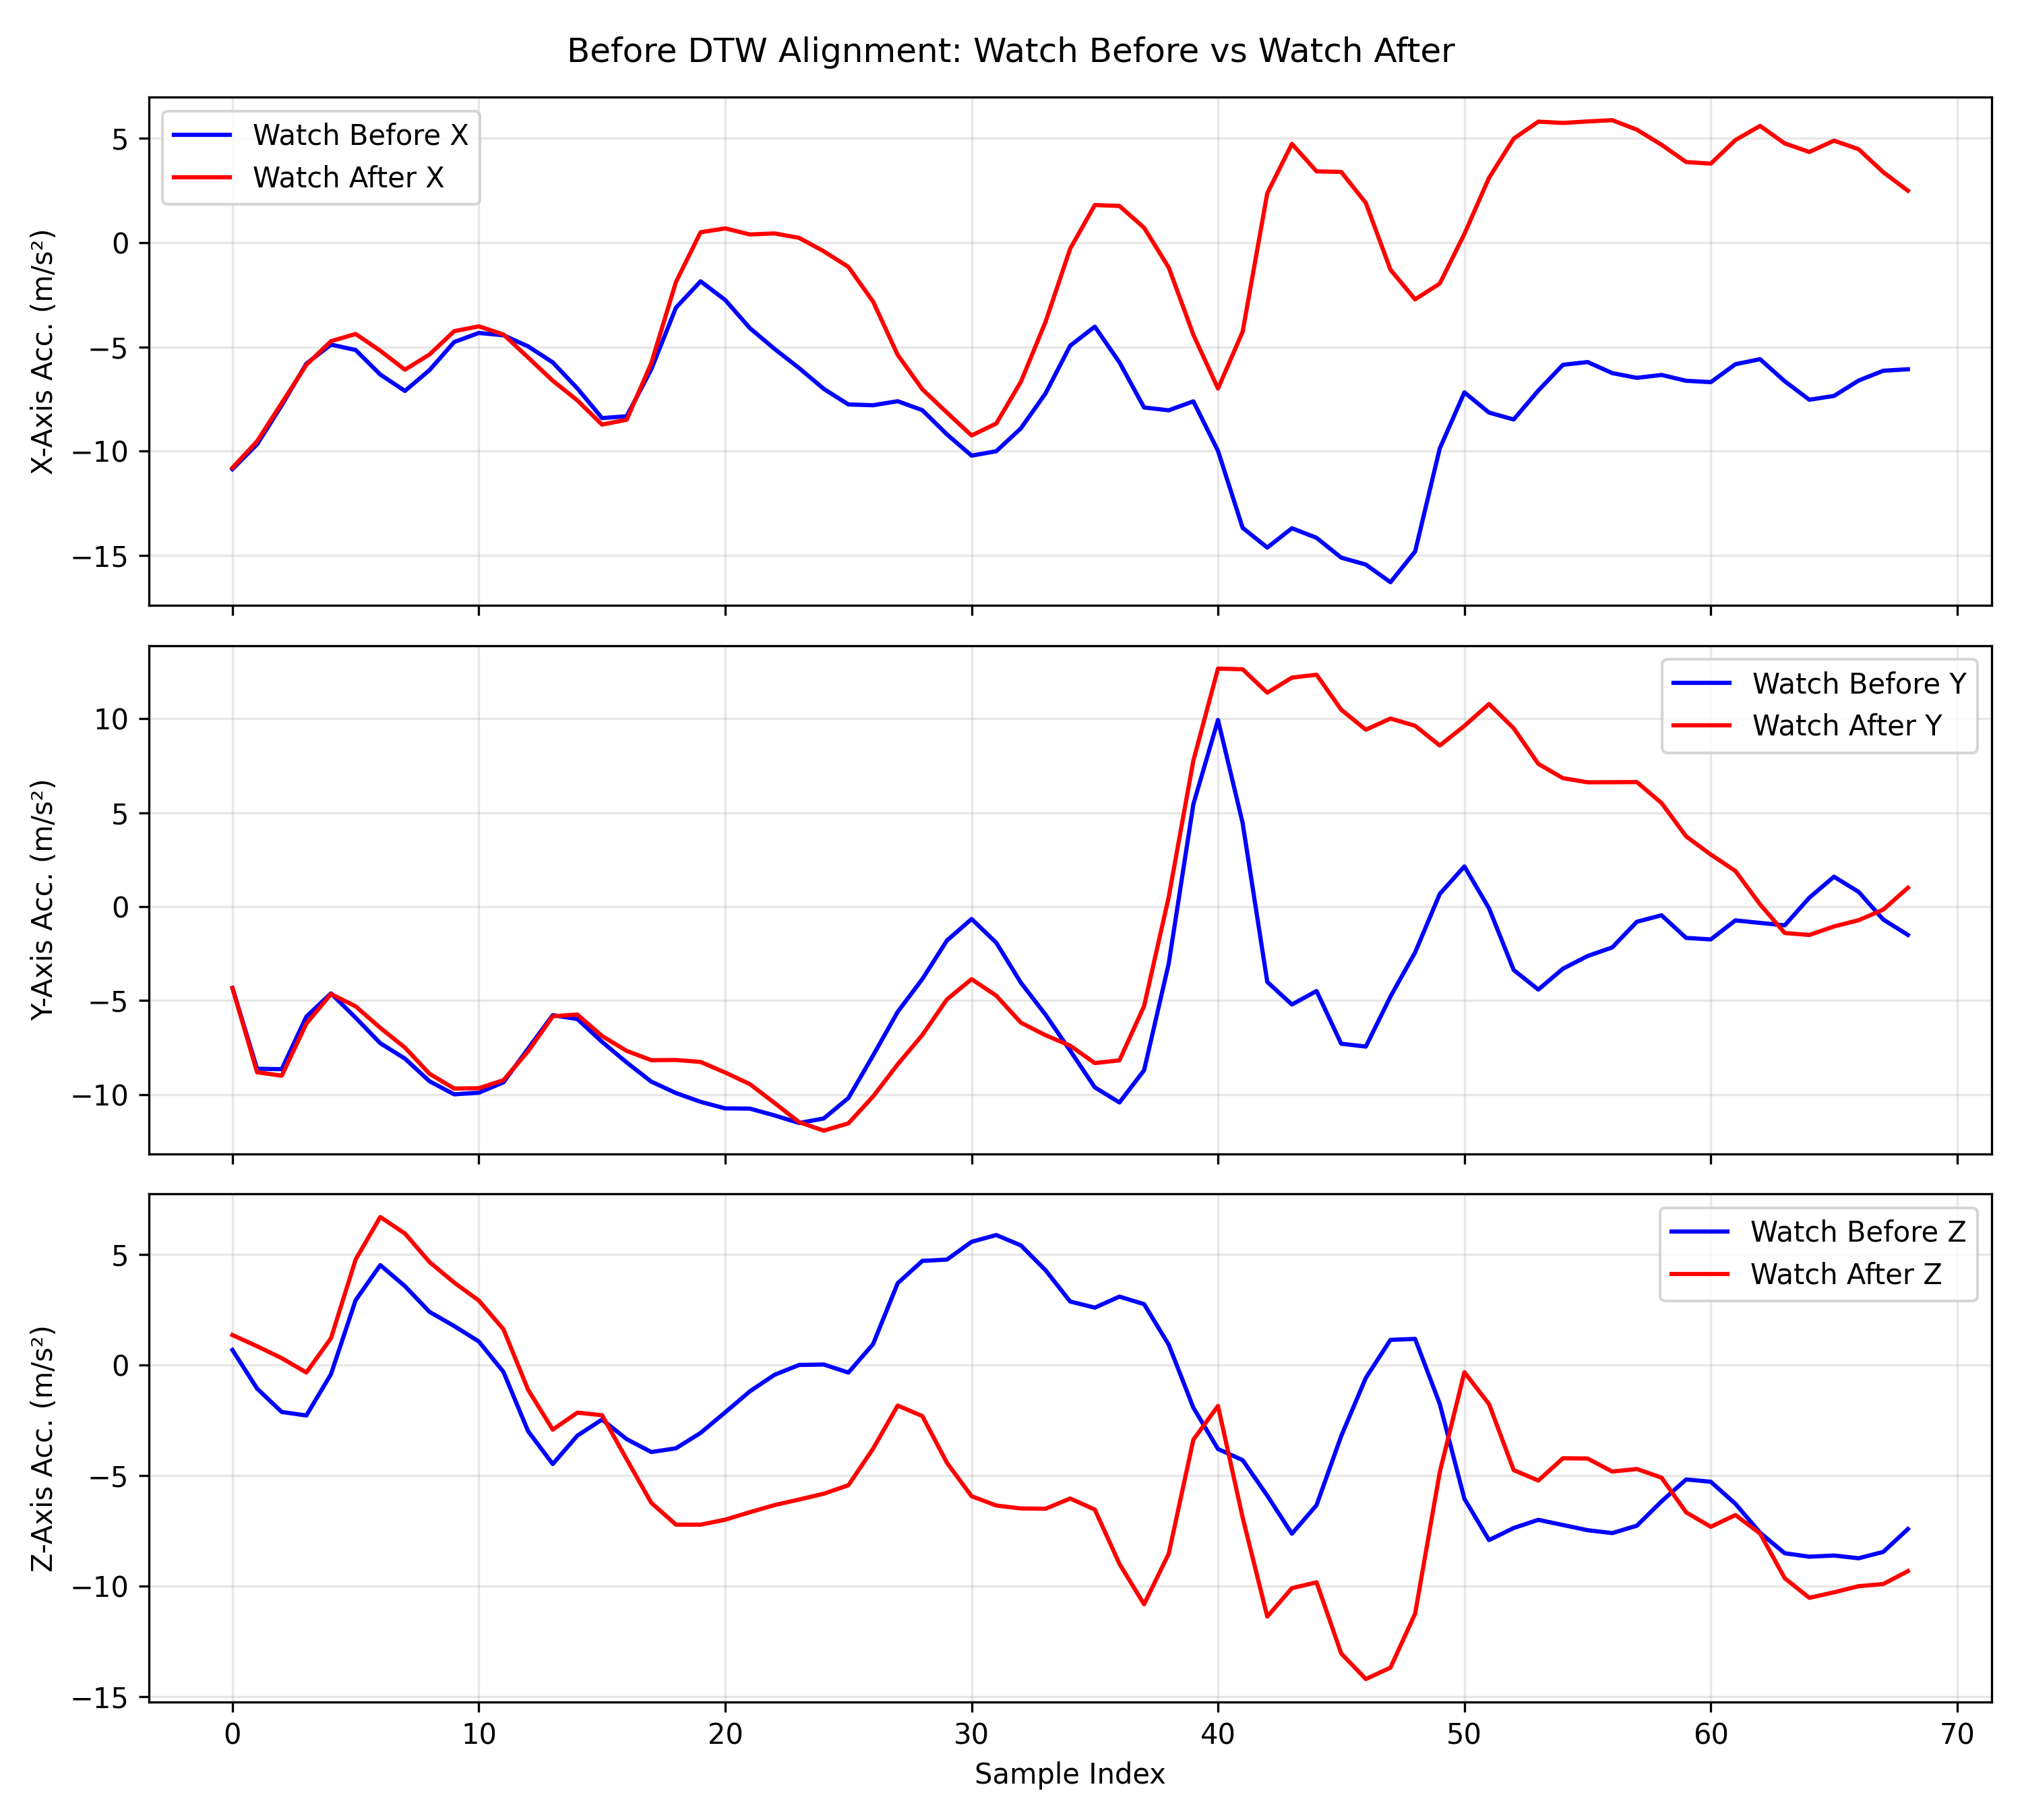 Before DTW Alignment: Watch Before vs Watch After
Watch Before X
Watch After X
X-Axis Acc. (m/s²)
5
0
−5
−10
−15
Watch Before Y
Watch After Y
Y-Axis Acc. (m/s²)
10
5
0
−5
−10
Watch Before Z
Watch After Z
Z-Axis Acc. (m/s²)
5
0
−5
−10
−15
0 10 20 30 40 50 60 70
Sample Index